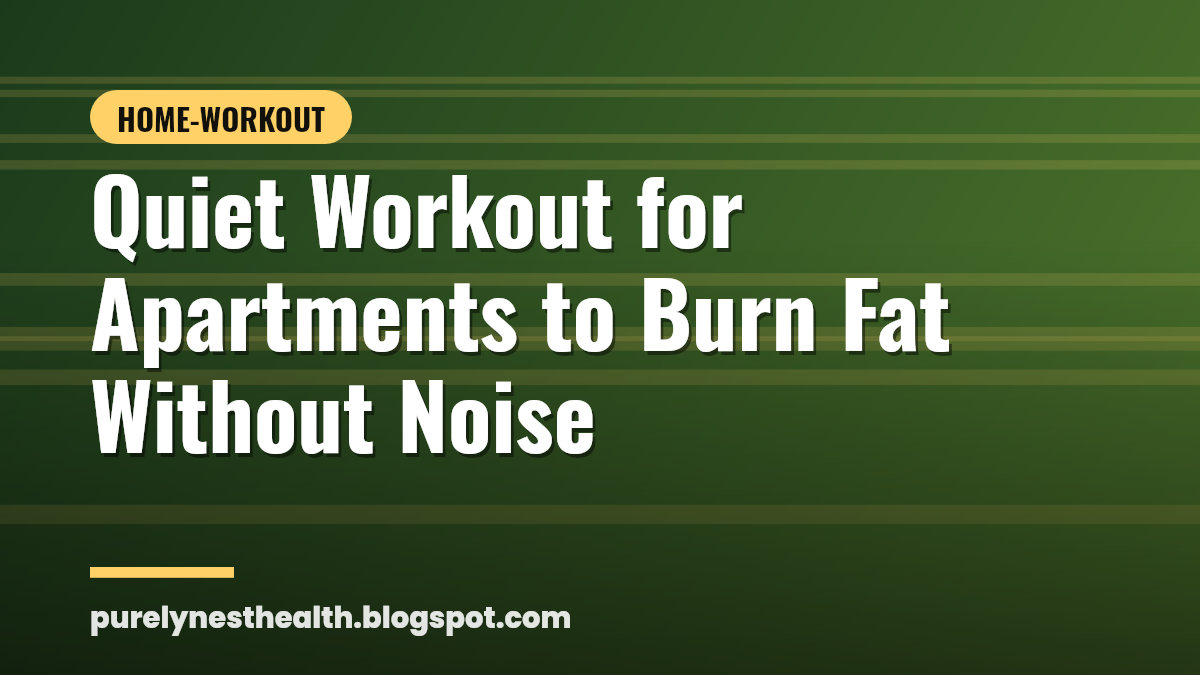 HOME-WORKOUT
Quiet Workout for
Apartments to Burn Fat
Without Noise
purelynesthealth.blogspot.com